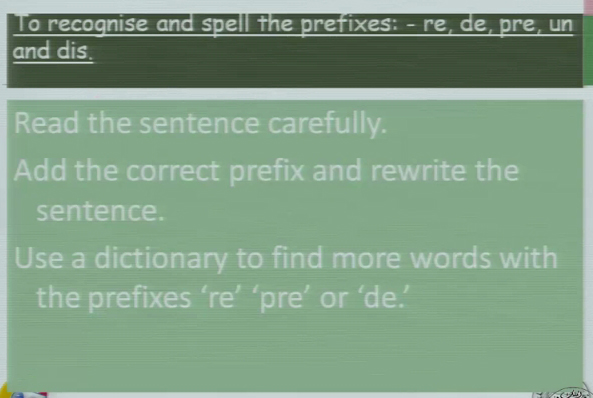 To recognise and spell the prefixes: - re, de, pre, un
and dis.
Read the sentence carefully.
Add the correct prefix and rewrite the
sentence.
Use a dictionary to find more words with
the prefixes ‘re’ ‘pre’ or ‘de.’